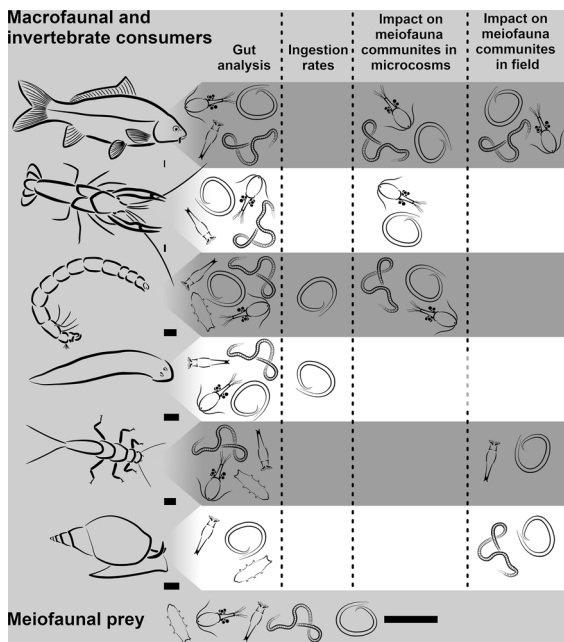 Macrofaunal and
invertebrate consumers
Gut
analysis
Ingestion
rates
Impact on
meiofauna
communites in
microcosms
Impact on
meiofauna
communites
in field
Meiofaunal prey